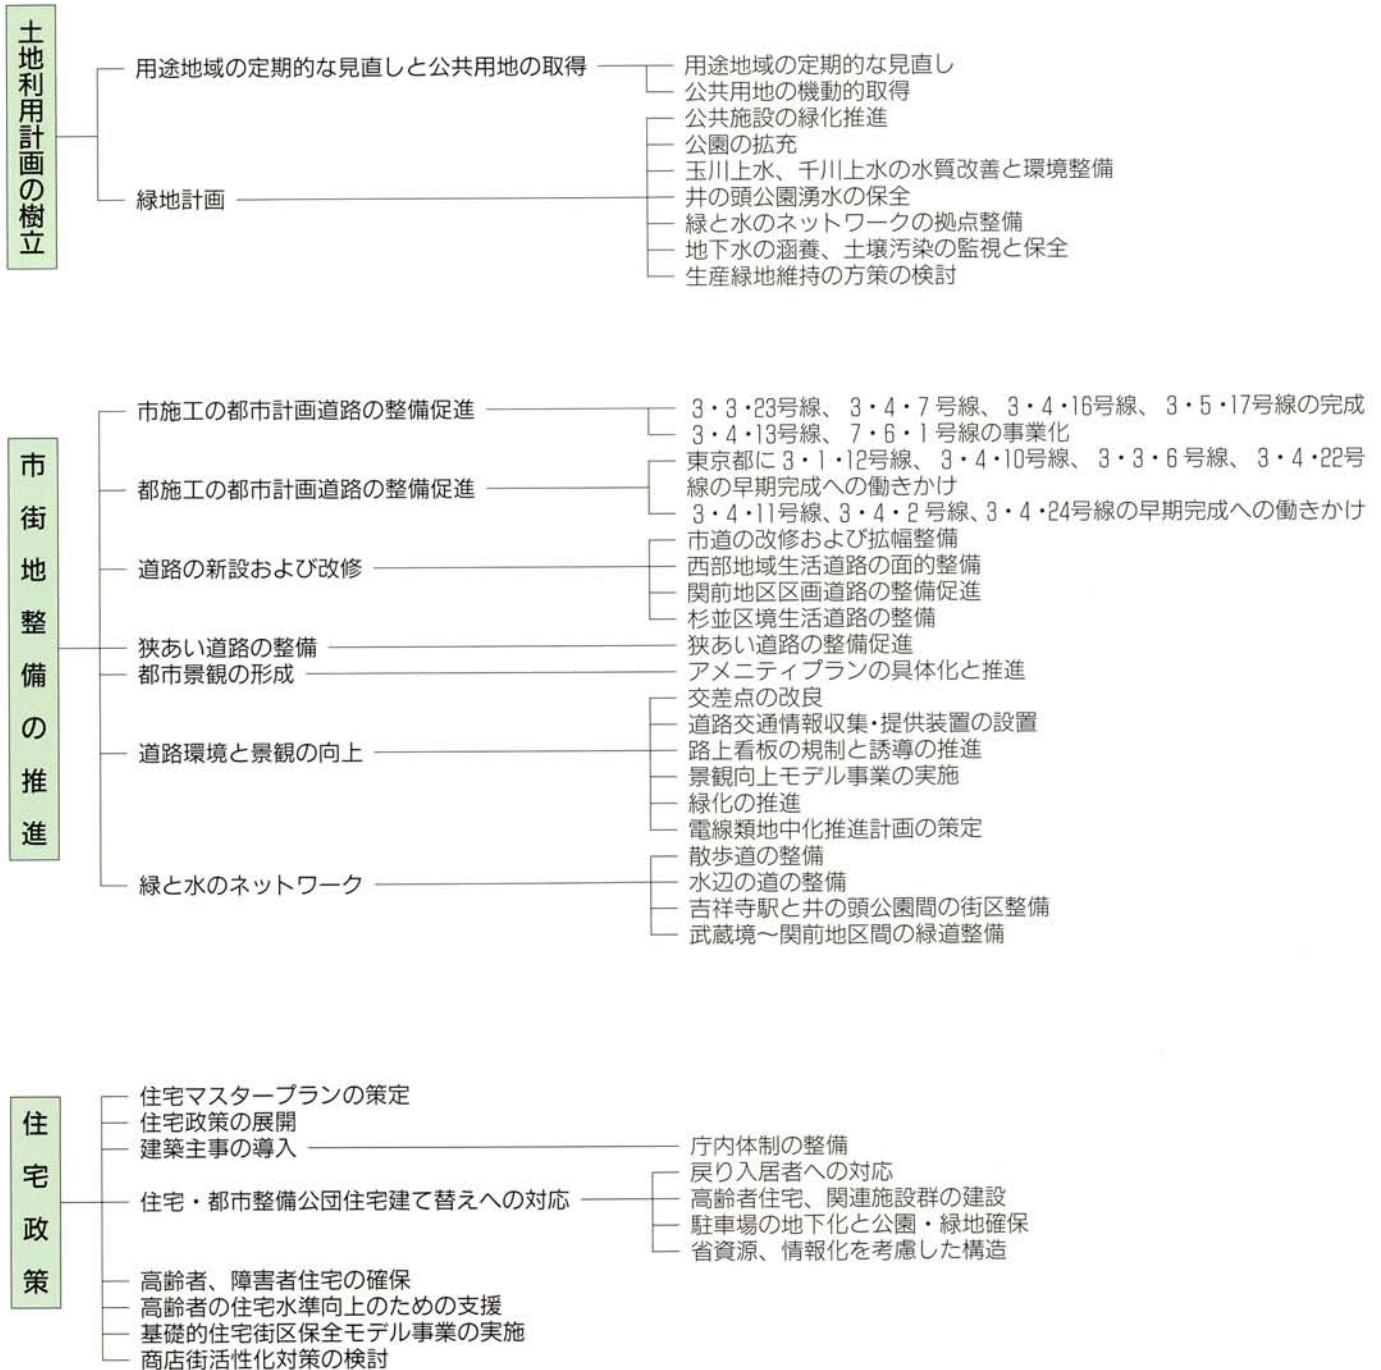 土地利用計画の樹立
用途地域の定期的な見直しと公共用地の取得
用途地域の定期的な見直し
公共用地の機動的取得
緑地計画
公共施設の緑化推進
公園の拡充
玉川上水、千川上水の水質改善と環境整備
井の頭公園湧水の保全
緑と水のネットワークの拠点整備
地下水の涵養、土壌汚染の監視と保全
生産緑地維持の方策の検討
市街地整備の推進
市施工の都市計画道路の整備促進
3・3・23号線、3・4・7号線、3・4・16号線、3・5・17号線の完成
3・4・13号線、7・6・1号線の事業化
都施工の都市計画道路の整備促進
東京都に3・1・12号線、3・4・10号線、3・3・6号線、3・4・22号
線の早期完成への働きかけ
3・4・11号線、3・4・2号線、3・4・24号線の早期完成への働きかけ
道路の新設および改修
市道の改修および拡幅整備
西部地域生活道路の面的整備
関前地区区画道路の整備促進
杉並区境生活道路の整備
狭あい道路の整備
狭あい道路の整備促進
都市景観の形成
アメニティプランの具体化と推進
道路環境と景観の向上
交差点の改良
道路交通情報収集・提供装置の設置
路上看板の規制と誘導の推進
景観向上モデル事業の実施
緑化の推進
電線類地中化推進計画の策定
緑と水のネットワーク
散歩道の整備
水辺の道の整備
吉祥寺駅と井の頭公園間の街区整備
武蔵境～関前地区間の緑道整備
住宅政策
住宅マスタープランの策定
住宅政策の展開
建築主事の導入
庁内体制の整備
住宅・都市整備公団住宅建て替えへの対応
戻り入居者への対応
高齢者住宅、関連施設群の建設
駐車場の地下化と公園・緑地確保
省資源、情報化を考慮した構造
高齢者、障害者住宅の確保
高齢者の住宅水準向上のための支援
基礎的住宅街区保全モデル事業の実施
商店街活性化対策の検討